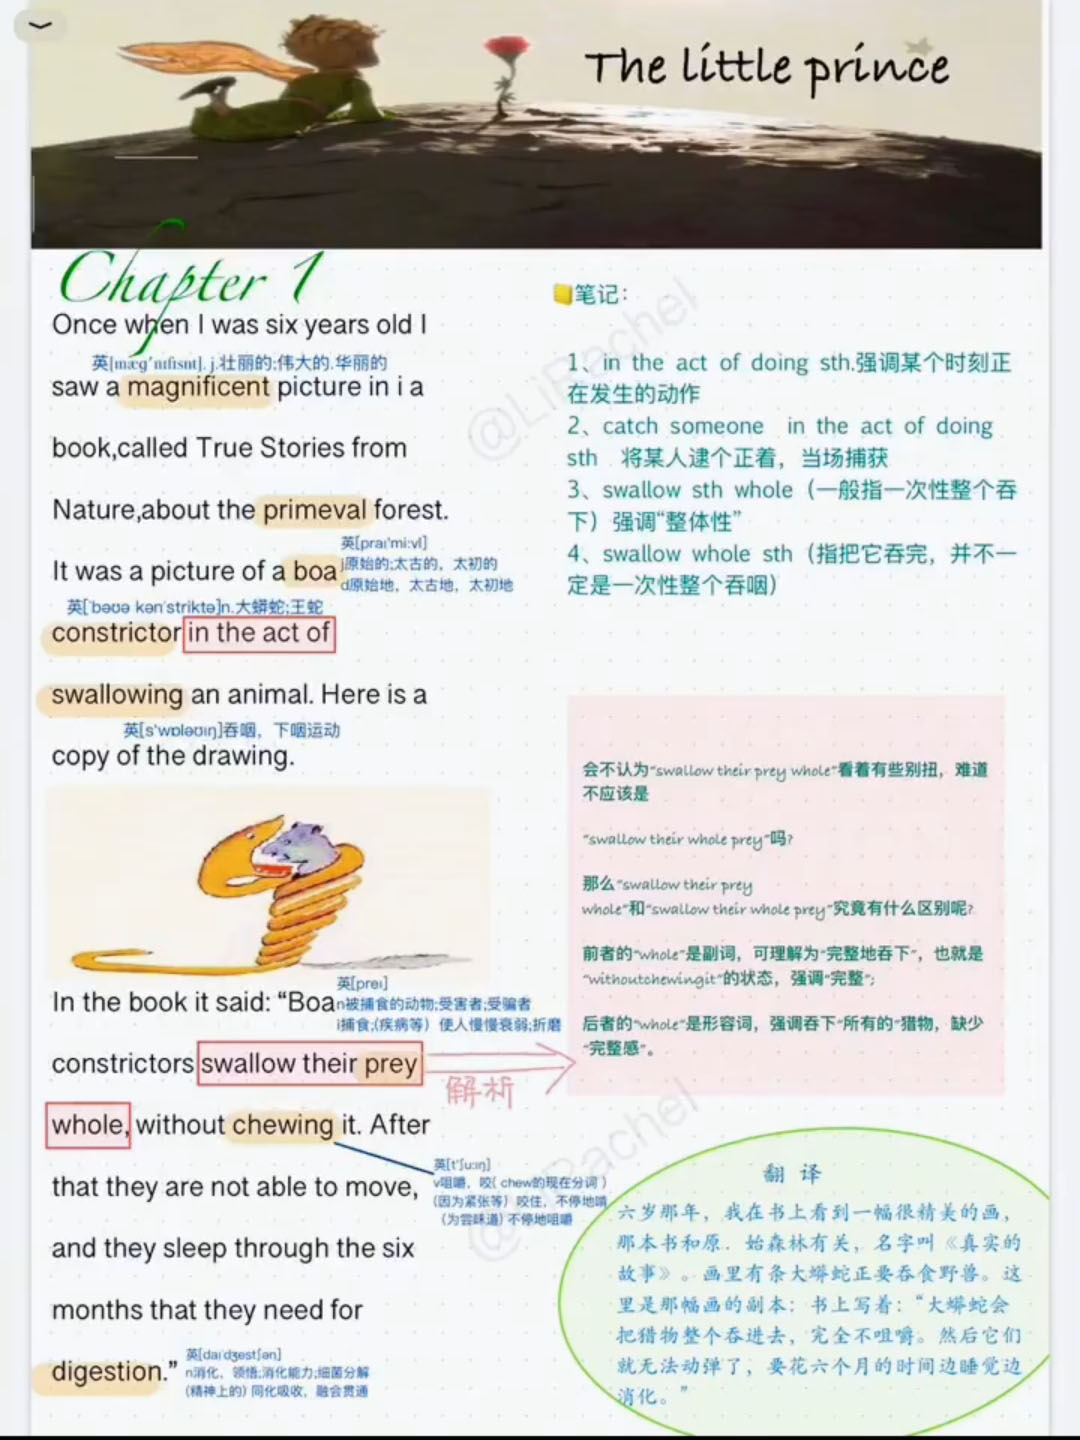 The little prince
Chapter 1
Once when I was six years old I
英[mæɡ'nɪfɪsnt]. j.壮丽的;伟大的.华丽的
saw a magnificent picture in i a
book,called True Stories from
Nature,about the primeval forest.
英[praɪ'mi:vl]
j原始的;太古的，太初的
It was a picture of a boa
d原始地，太古地，太初地
英[ˈbəʊə kənˈstriktə]n.大蟒蛇;王蛇
constrictor in the act of
swallowing an animal. Here is a
英[s'wɒləʊɪŋ]吞咽，下咽运动
copy of the drawing.
英[preɪ]
n被捕食的动物;受害者;受骗者
In the book it said: “Boa
i捕食;(疾病等）使人慢慢衰弱;折磨
constrictors swallow their prey
解析
whole, without chewing it. After
英[t'ʃu:ɪŋ]
v咀嚼，咬( chew的现在分词 )
(因为紧张等）咬住，不停地啃
(为尝味道) 不停地咀嚼
that they are not able to move,
and they sleep through the six
months that they need for
英[daɪˈdʒestʃən]
digestion.”
n消化，领悟;消化能力;细菌分解
(精神上的) 同化吸收，融会贯通
笔记：
1、in the act of doing sth.强调某个时刻正
在发生的动作
2、catch someone in the act of doing
sth 将某人逮个正着，当场捕获
3、swallow sth whole（一般指一次性整个吞
下）强调“整体性”
4、swallow whole sth（指把它吞完，并不一
定是一次性整个吞咽）
会不认为“swallow their prey whole”看着有些别扭，难道
不应该是
“swallow their whole prey”吗?
那么“swallow their prey
whole”和“swallow their whole prey”究竟有什么区别呢?
前者的“whole”是副词，可理解为“完整地吞下”，也就是
“withoutchewingit”的状态，强调“完整”;
后者的“whole”是形容词，强调吞下“所有的”猎物，缺少
“完整感”。
翻 译
六岁那年，我在书上看到一幅很精美的画，
那本书和原．始森林有关，名字叫《真实的
故事》。画里有条大蟒蛇正要吞食野兽。这
里是那幅画的副本：书上写着：“大蟒蛇会
把猎物整个吞进去，完全不咀嚼。然后它们
就无法动弹了，要花六个月的时间边睡觉边
消化。”
@LiRachel
@LiRachel